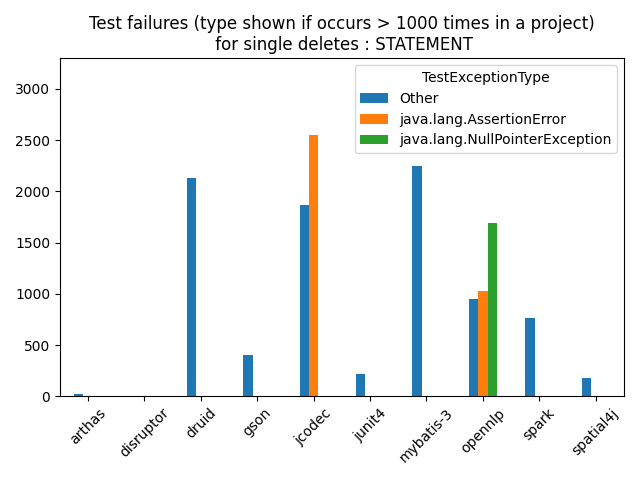 Test failures (type shown if occurs > 1000 times in a project)
for single deletes : STATEMENT
TestExceptionType
Other
java.lang.AssertionError
java.lang.NullPointerException
3000
2500
2000
1500
1000
500
0
arthas
disruptor
druid
gson
jcodec
junit4
mybatis-3
opennlp
spark
spatial4j